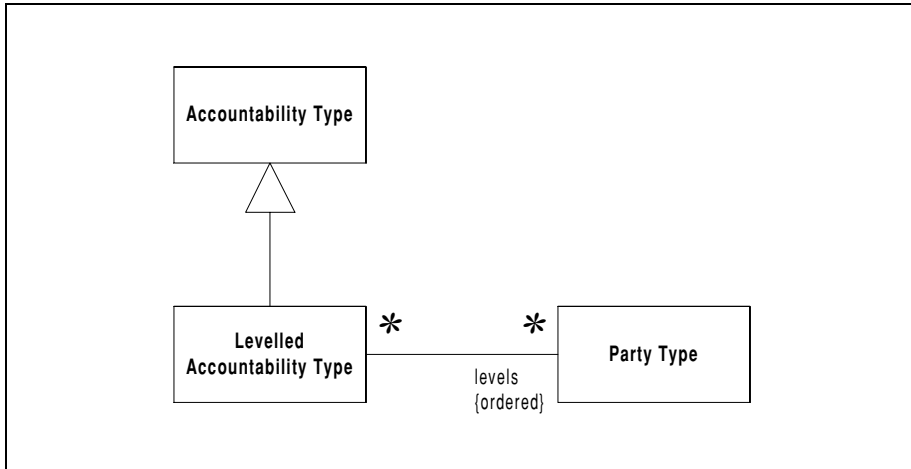 Accountability Type
Levelled
Accountability Type
*
*
Party Type
levels
{ordered}